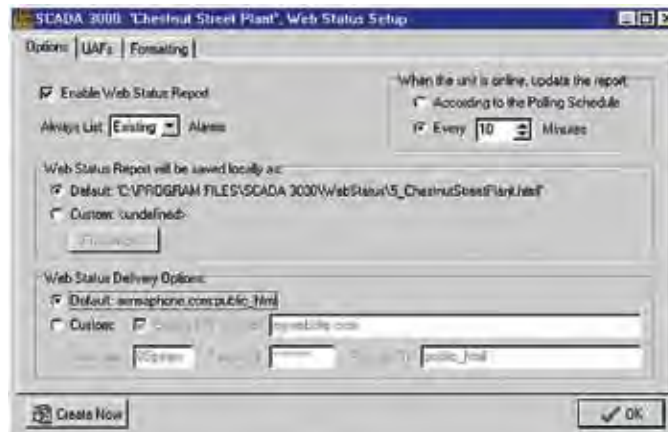 SCADA 3000: "Chestnut Street Plant", Web Status Setup
Options UAFs Formatting
Enable Web Status Report
Always List Existing Alarms
When the unit is online, update the report
According to the Polling Schedule
Every 10 Minutes
Web Status Report will be saved locally as:
Default: "C:\PROGRAM FILES\SCADA 3000\WebStatus\5_ChestnutStreetPlant.html"
Custom: <undefined>
Web Status Delivery Options:
Default: sensaphone.com:public_html
Custom:
public_html
Create Now
OK